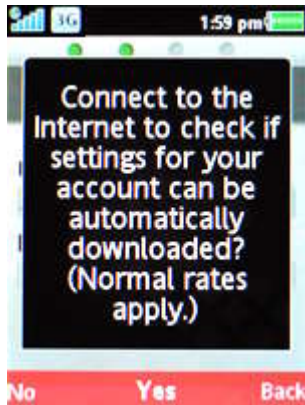 3G 1:59 pm
Connect to the
Internet to check if
settings for your
account can be
automatically
downloaded?
(Normal rates
apply.)
No Yes Back